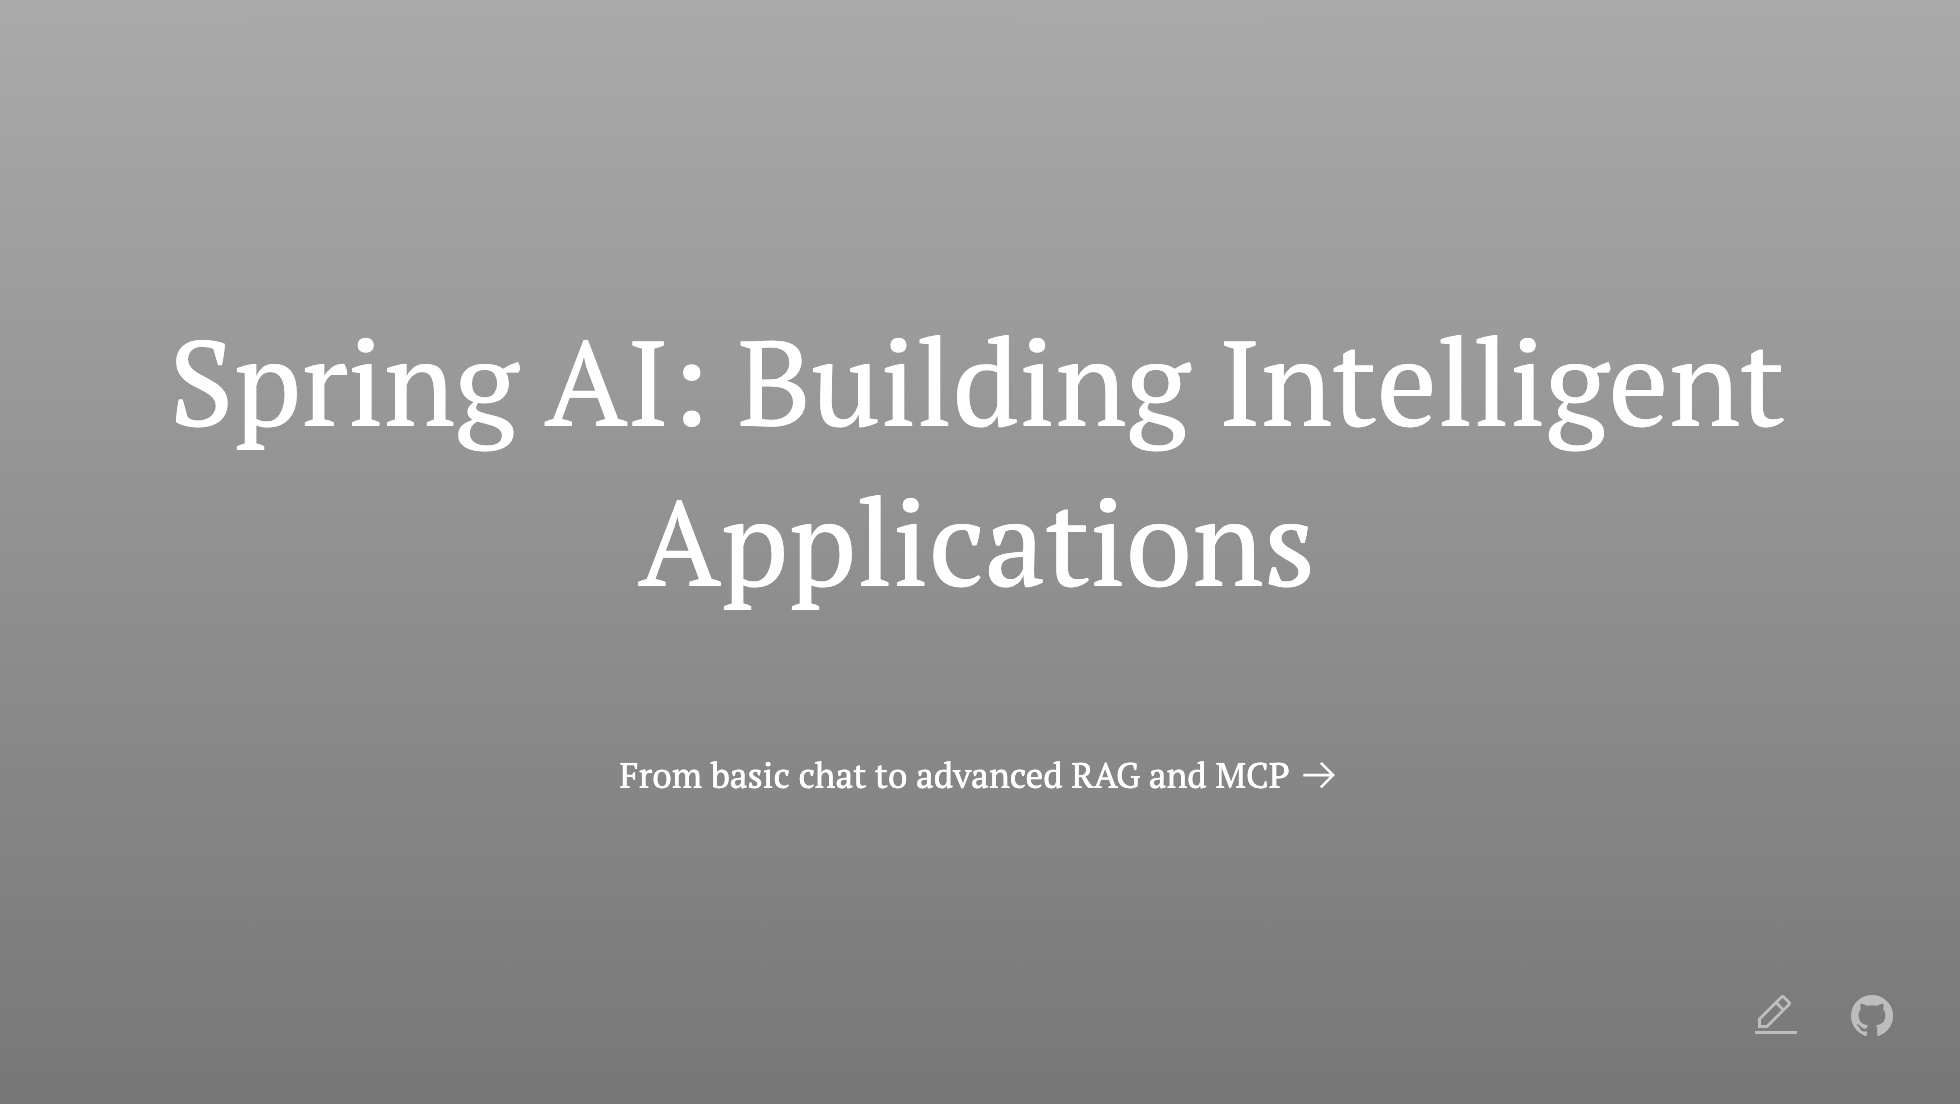 Spring AI: Building Intelligent
Applications
From basic chat to advanced RAG and MCP →